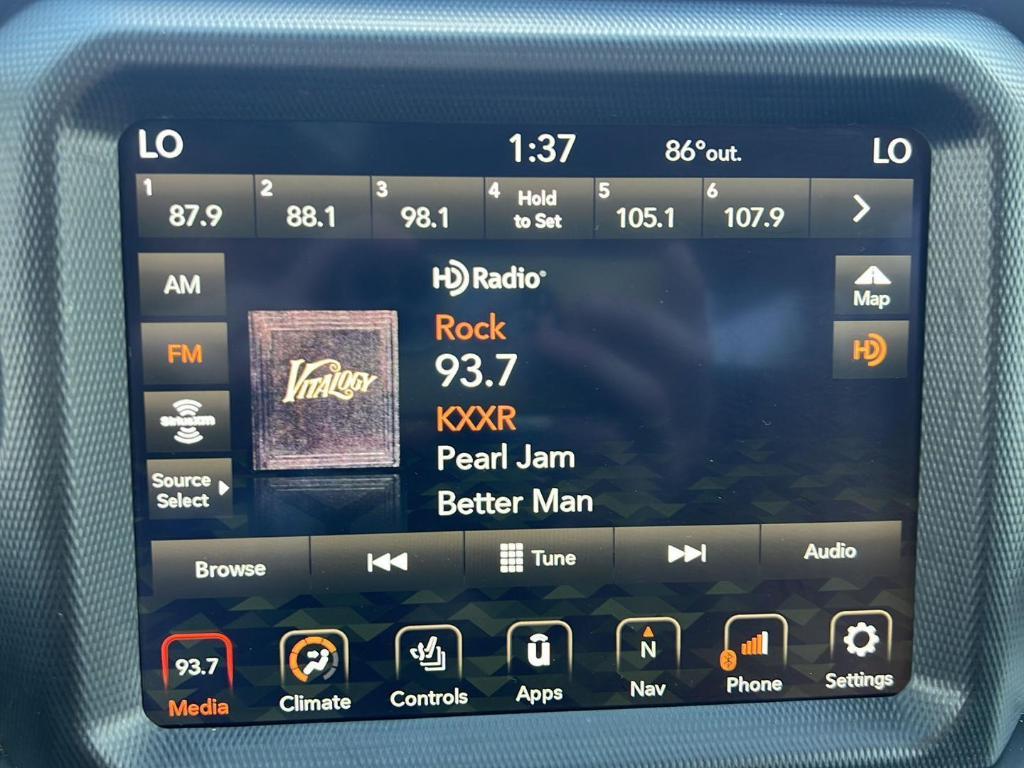 LO 1:37 86°out. LO
1 87.9 2 88.1 3 98.1 4 Hold to Set 5 105.1 6 107.9
AM
HD Radio
Map
FM
Rock
93.7
HD
VITALOGY
KXXR
SiriusXM
Pearl Jam
Source
Select
Better Man
Browse Tune Audio
93.7 N
Media Climate Controls Apps Nav Phone Settings